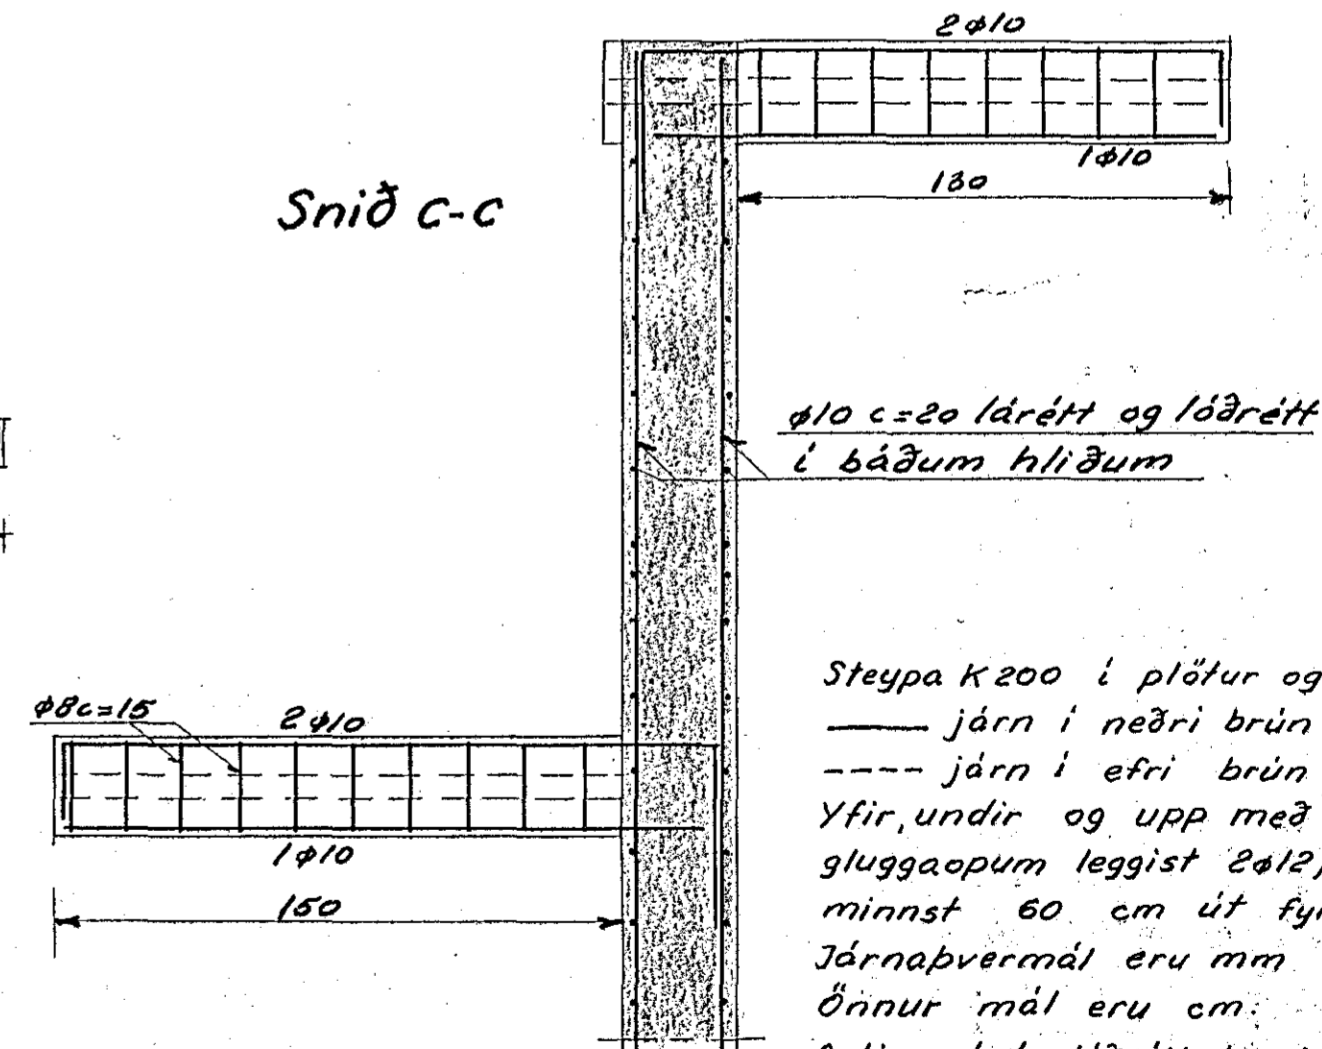 2ø10
1ø10
130
Snið c-c
ø10 c=20 lárétt og lóðrétt
í báðum hliðum
ø8c=15
2ø10
1ø10
150
Steypa K200 í plötur og
járn í neðri brún
járn í efri brún
Yfir, undir og upp með
gluggaopum leggist 2ø12,
minnst 60 cm út
Járnaþvermál eru mm
Önnur mál eru cm.